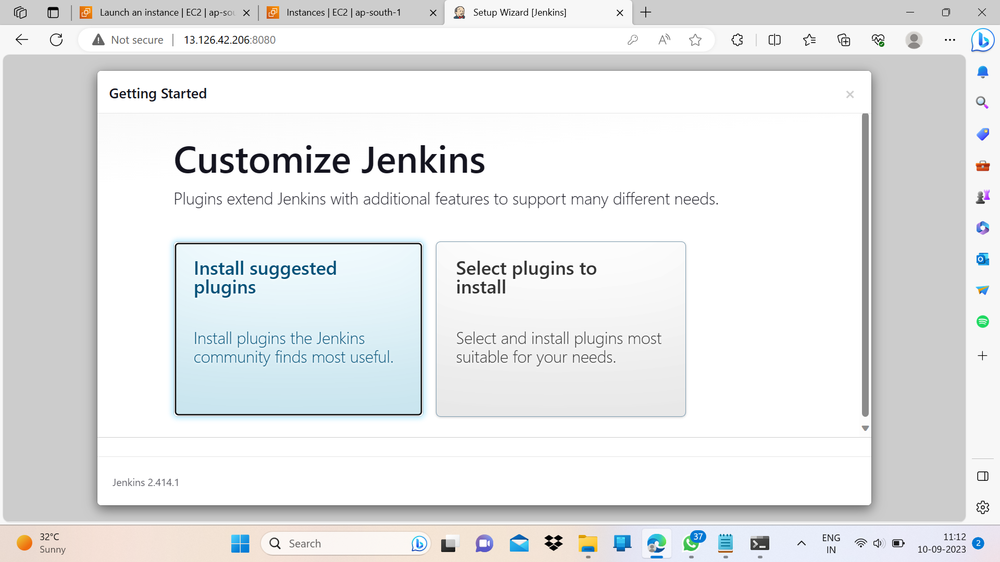 Launch an instance | EC2 | ap-sou
Instances | EC2 | ap-south-1
Setup Wizard [Jenkins]
Not secure
13.126.42.206:8080
Getting Started
Customize Jenkins
Plugins extend Jenkins with additional features to support many different needs.
Install suggested
plugins
Install plugins the Jenkins
community finds most useful.
Select plugins to
install
Select and install plugins most
suitable for your needs.
Jenkins 2.414.1
32°C
Sunny
Search
37
ENG
IN
11:12
10-09-2023
2